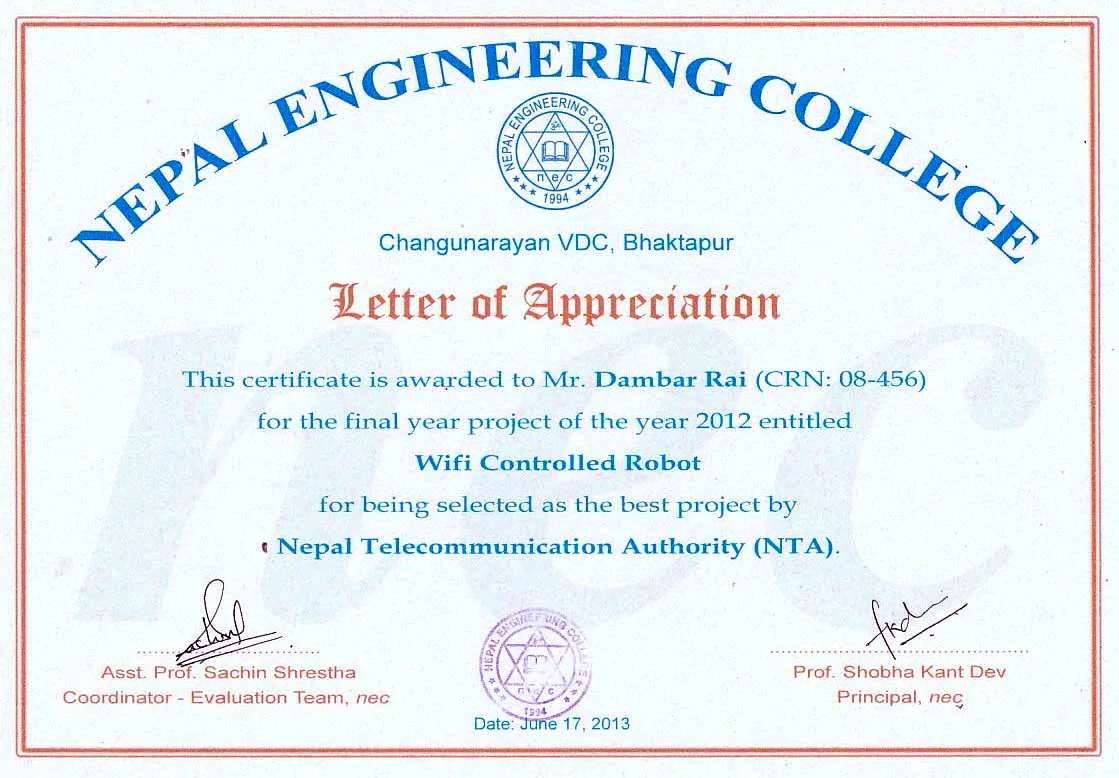 NEPAL ENGINEERING COLLEGE
NEPAL ENGINEERING COLLEGE
ॐ
nec
1994
Changunarayan VDC, Bhaktapur
Letter of Appreciation
nec
This certificate is awarded to Mr. Dambar Rai (CRN: 08-456)
for the final year project of the year 2012 entitled
Wifi Controlled Robot
for being selected as the best project by
Nepal Telecommunication Authority (NTA).
Asst. Prof. Sachin Shrestha
Coordinator - Evaluation Team, nec
NEPAL ENGINEERING COLLEGE
nec
1994
Date: June 17, 2013
Prof. Shobha Kant Dev
Principal, nec